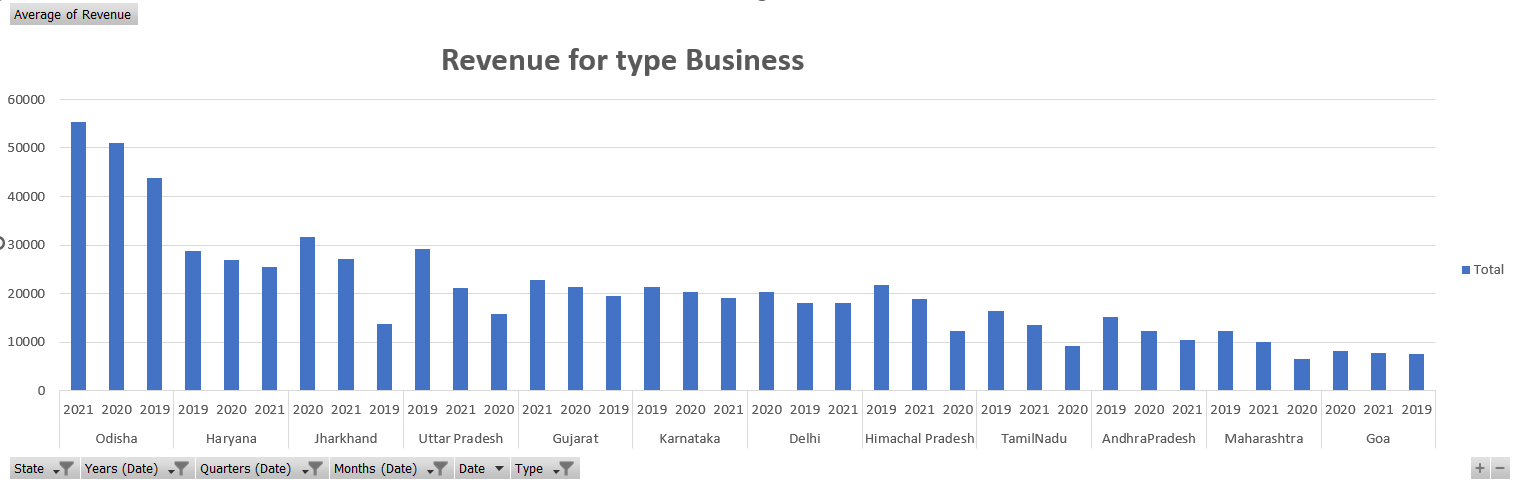 Average of Revenue
Revenue for type Business
60000
50000
40000
30000
20000
10000
0
Total
2021 2020 2019 2019 2020 2021 2020 2021 2019 2019 2021 2020 2021 2020 2019 2019 2020 2021 2020 2019 2021 2019 2021 2020 2019 2021 2020 2019 2020 2021 2019 2021 2020 2020 2021 2019
Odisha Haryana Jharkhand Uttar Pradesh Gujarat Karnataka Delhi Himachal Pradesh TamilNadu AndhraPradesh Maharashtra Goa
State Years (Date) Quarters (Date) Months (Date) Date Type
+ −